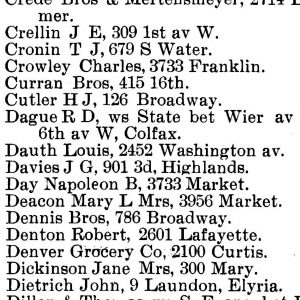 Crede Bros & Mertensmeyer, 2714
mer.
Crellin J E, 309 1st av W.
Cronin T J, 679 S Water.
Crowley Charles, 3733 Franklin.
Curran Bros, 415 16th.
Cutler H J, 126 Broadway.
Dague R D, ws State bet Wier av
6th av W, Colfax.
Dauth Louis, 2452 Washington av.
Davies J G, 901 3d, Highlands.
Day Napoleon B, 3733 Market.
Deacon Mary L Mrs, 3956 Market.
Dennis Bros, 786 Broadway.
Denton Robert, 2601 Lafayette.
Denver Grocery Co, 2100 Curtis.
Dickinson Jane Mrs, 300 Mary.
Dietrich John, 9 Laundon, Elyria.